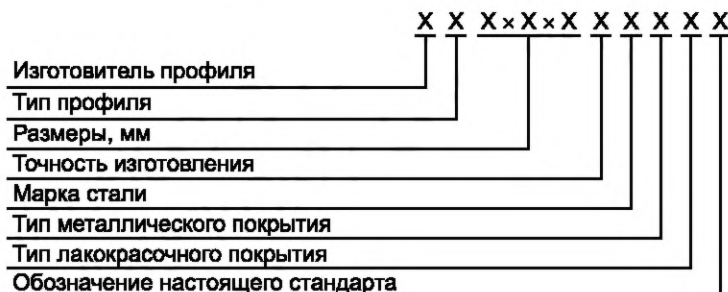 X X X×X×X X X X X X
Изготовитель профиля
Тип профиля
Размеры, мм
Точность изготовления
Марка стали
Тип металлического покрытия
Тип лакокрасочного покрытия
Обозначение настоящего стандарта